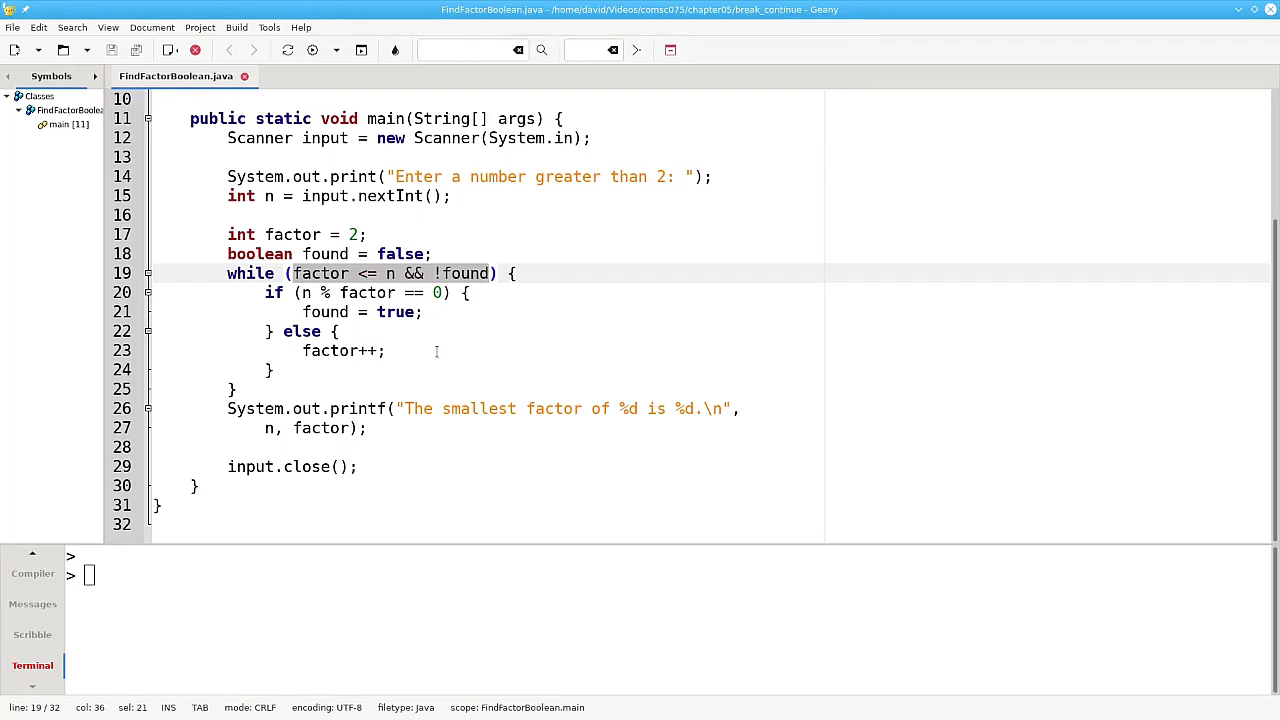 FindFactorBoolean.java - /home/david/Videos/comsc075/chapter05/break_continue - Geany
File Edit Search View Document Project Build Tools Help
Symbols
FindFactorBoolean.java
Classes
FindFactorBoolea
main [11]
10
11 public static void main(String[] args) {
12 Scanner input = new Scanner(System.in);
13
14 System.out.print("Enter a number greater than 2: ");
15 int n = input.nextInt();
16
17 int factor = 2;
18 boolean found = false;
19 while (factor <= n && !found) {
20 if (n % factor == 0) {
21 found = true;
22 } else {
23 factor++;
24 }
25 }
26 System.out.printf("The smallest factor of %d is %d.\n",
27 n, factor);
28
29 input.close();
30 }
31 }
32
>
>
Compiler
Messages
Scribble
Terminal
line: 19 / 32 col: 36 sel: 21 INS TAB mode: CRLF encoding: UTF-8 filetype: Java scope: FindFactorBoolean.main